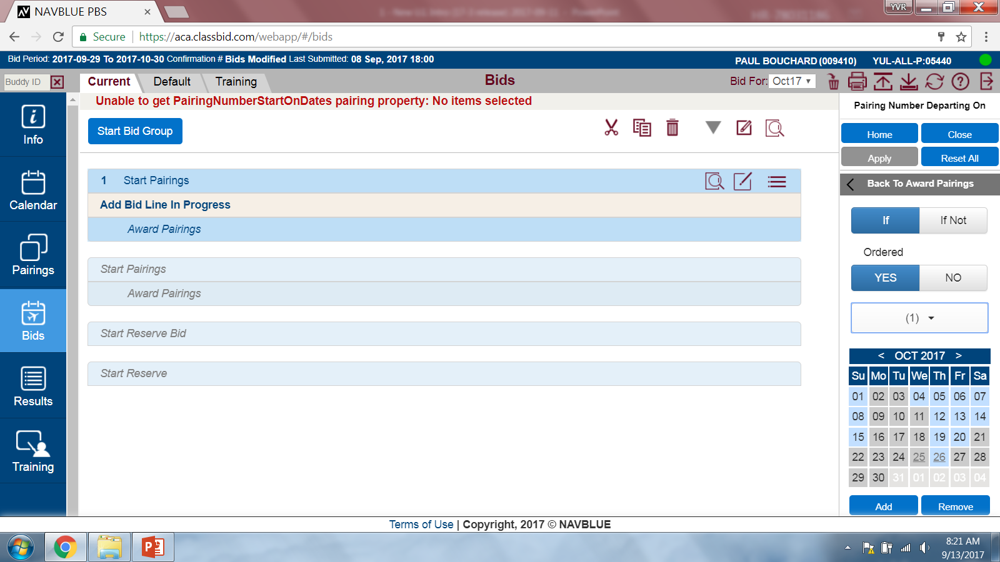 NAVBLUE PBS
YVR
Secure
https://aca.classbid.com/webapp/#/bids
Bid Period: 2017-09-29 To 2017-10-30 Confirmation # Bids Modified Last Submitted: 08 Sep, 2017 18:00
PAUL BOUCHARD (009410) YUL-ALL-P:05440
Buddy ID
Current
Default
Training
Bids
Bid For: Oct17
Unable to get PairingNumberStartOnDates pairing property: No items selected
Start Bid Group
Info
Calendar
Pairings
Bids
Results
Training
1 Start Pairings
Add Bid Line In Progress
Award Pairings
Start Pairings
Award Pairings
Start Reserve Bid
Start Reserve
Pairing Number Departing On
Home Close
Apply Reset All
Back To Award Pairings
If If Not
Ordered
YES NO
(1)
< OCT 2017 >
Su Mo Tu We Th Fr Sa
01 02 03 04 05 06 07
08 09 10 11 12 13 14
15 16 17 18 19 20 21
22 23 24 25 26 27 28
29 30 31 01 02 03 04
Add Remove
Terms of Use | Copyright, 2017 © NAVBLUE
8:21 AM
9/13/2017